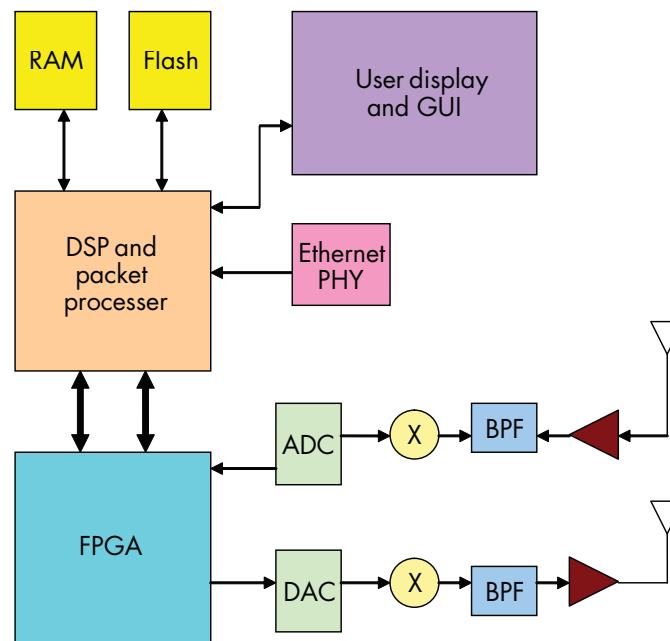 RAM
Flash
User display
and GUI
DSP and
packet
processer
Ethernet
PHY
ADC
X
BPF
FPGA
DAC
X
BPF